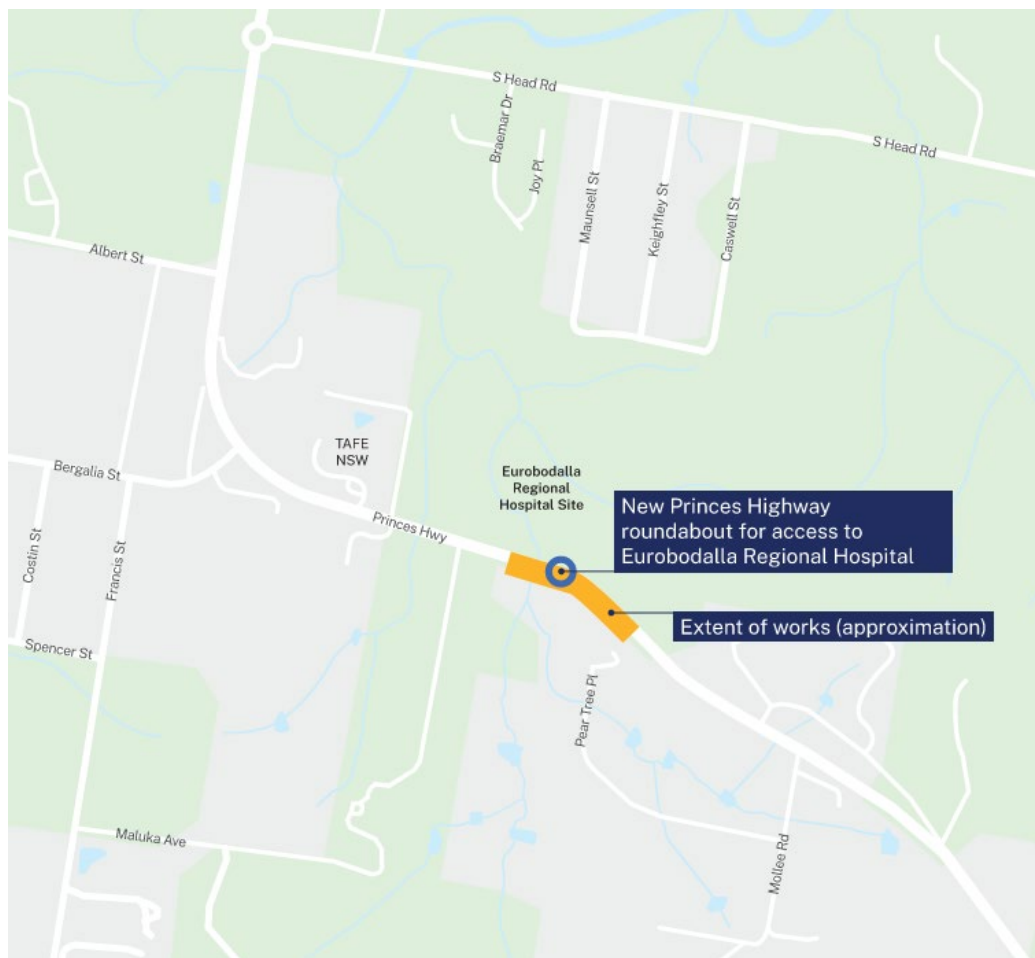 S Head Rd
S Head Rd
Braemar Dr
Joy Pl
Maunsell St
Keighfley St
Caswell St
Albert St
TAFE
NSW
Bergalia St
Eurobodalla
Regional
Hospital Site
New Princes Highway
roundabout for access to
Eurobodalla Regional Hospital
Princes Hwy
Costin St
Francis St
Extent of works (approximation)
Spencer St
Pear Tree Pl
Maluka Ave
Mollee Rd